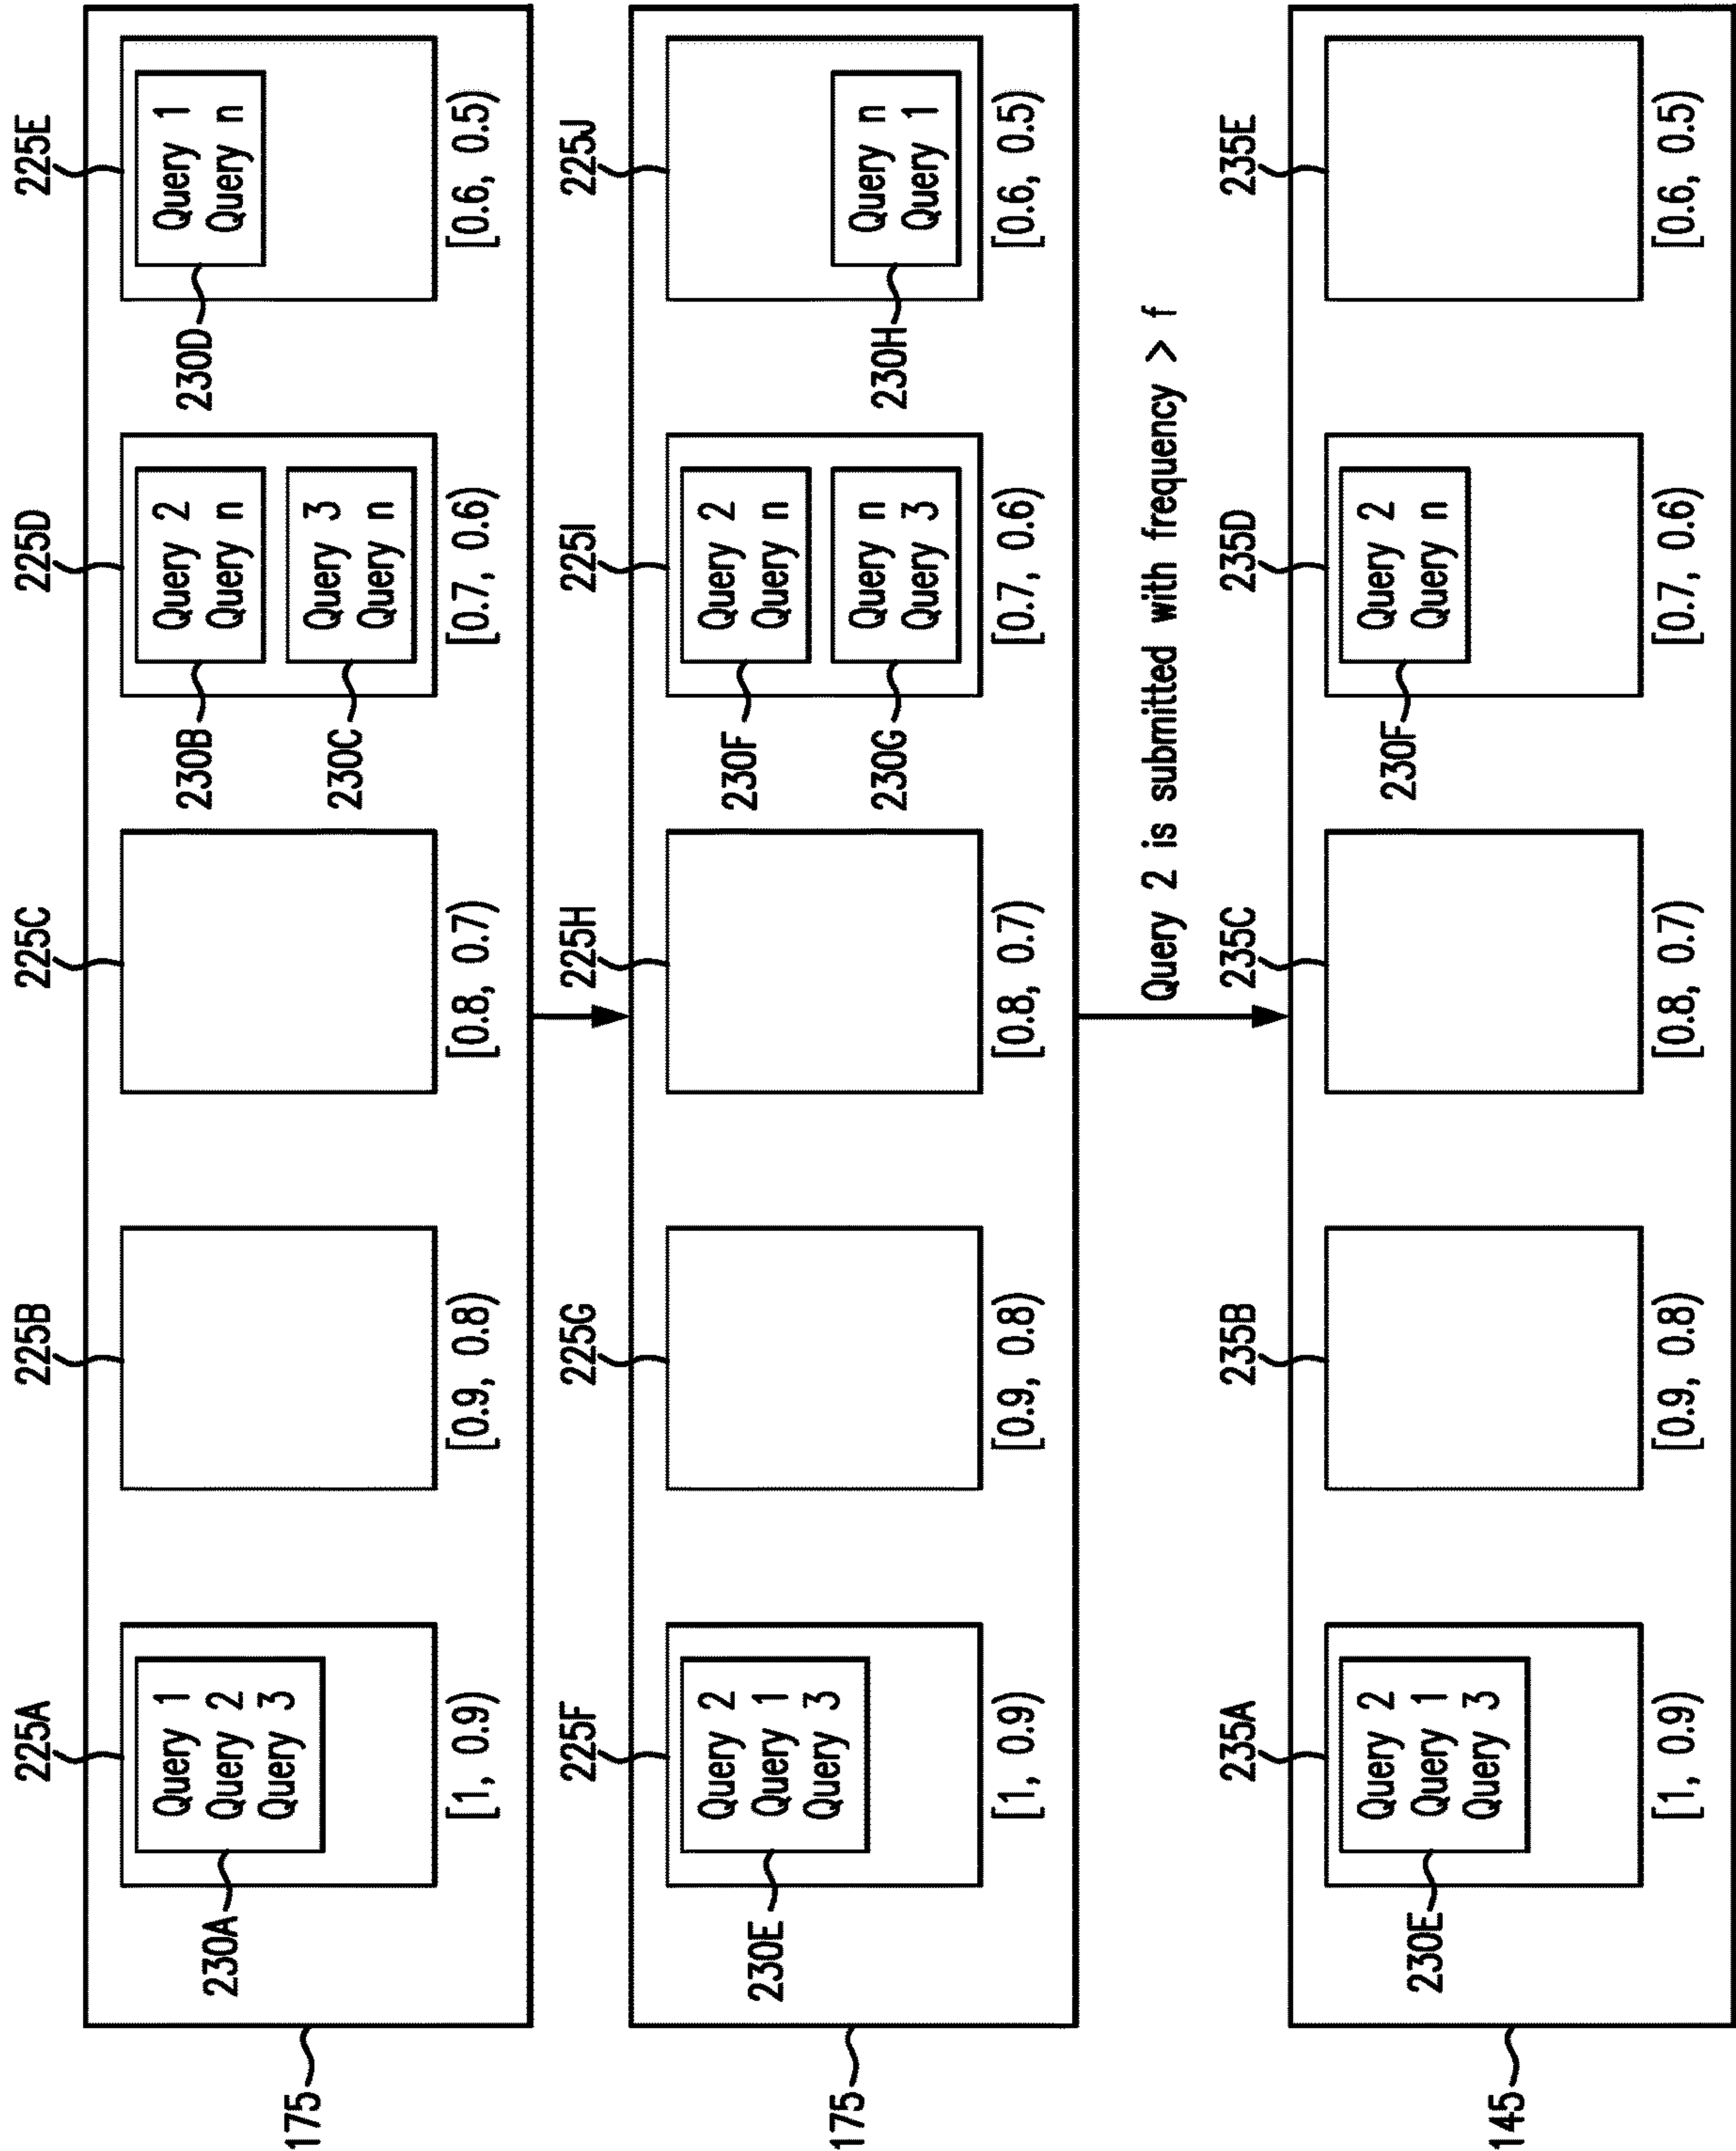 225A
225B
225C
225D
225E
Query 1
Query 2
Query 3
230A
Query 2
Query n
230B
Query 3
Query n
230C
Query 1
Query n
230D
[1, 0.9)
[0.9, 0.8)
[0.8, 0.7)
[0.7, 0.6)
[0.6, 0.5)
175
225F
225G
225H
225I
225J
Query 2
Query 1
Query 3
230E
Query 2
Query n
230F
Query n
Query 3
230G
Query n
Query 1
230H
[1, 0.9)
[0.9, 0.8)
[0.8, 0.7)
[0.7, 0.6)
[0.6, 0.5)
175
Query 2 is submitted with frequency > f
235A
235B
235C
235D
235E
Query 2
Query 1
Query 3
230E
Query 2
Query n
230F
[1, 0.9)
[0.9, 0.8)
[0.8, 0.7)
[0.7, 0.6)
[0.6, 0.5)
145